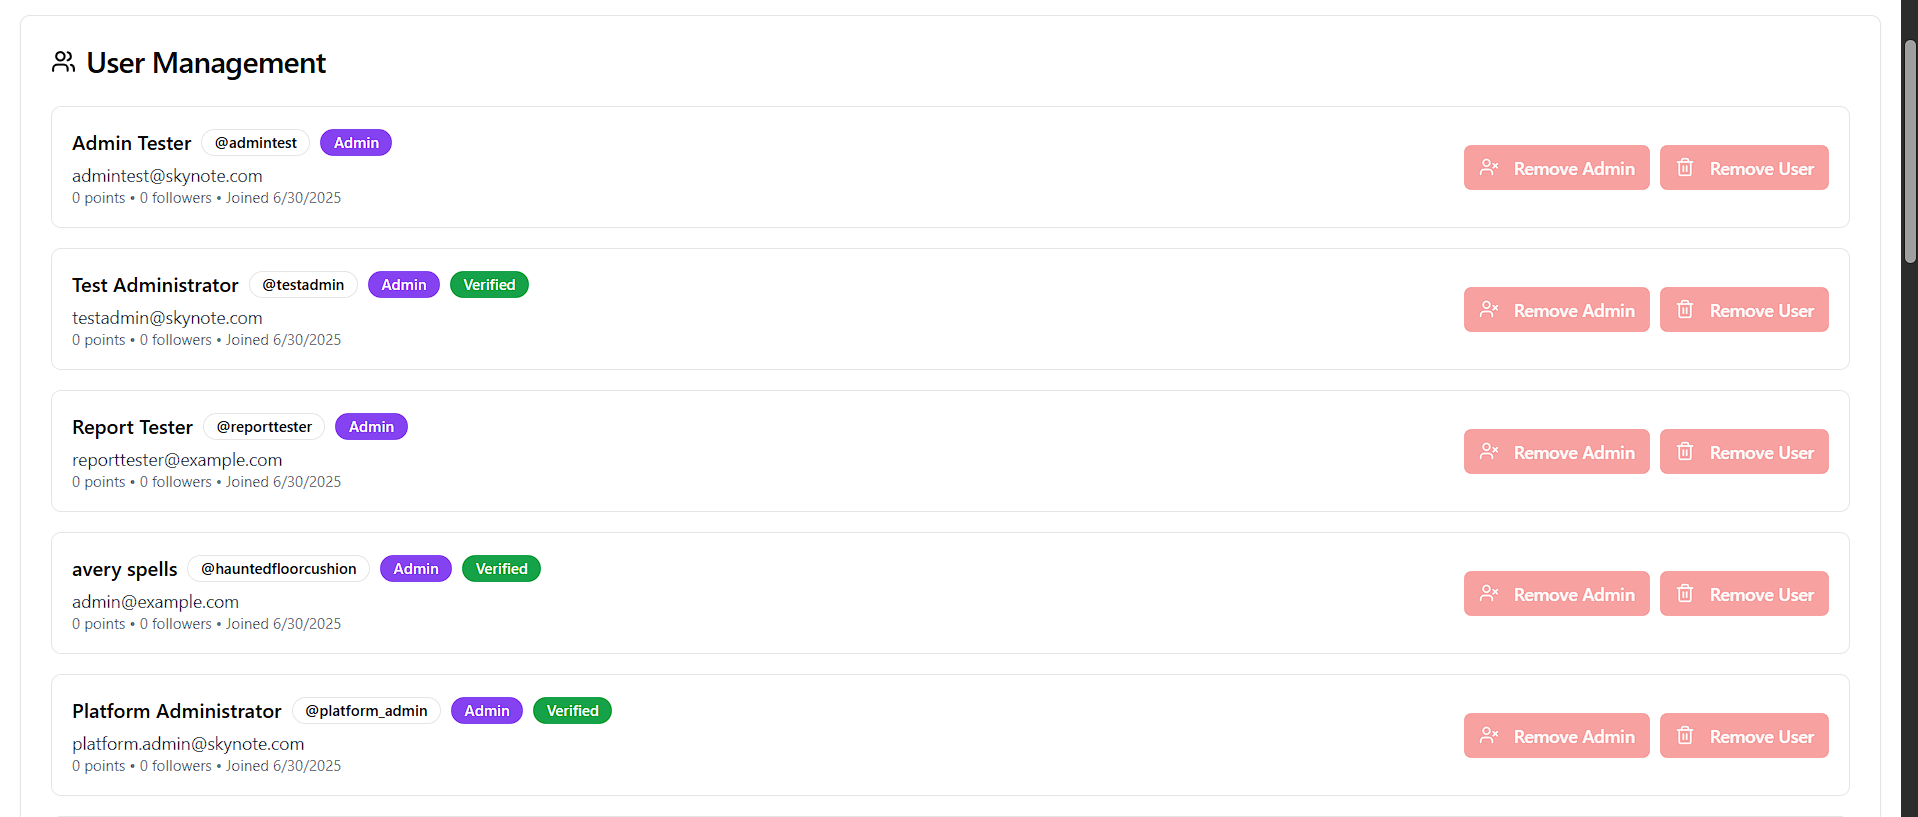 User Management
Admin Tester @admintest Admin
admintest@skynote.com
0 points • 0 followers • Joined 6/30/2025
Remove Admin Remove User
Test Administrator @testadmin Admin Verified
testadmin@skynote.com
0 points • 0 followers • Joined 6/30/2025
Remove Admin Remove User
Report Tester @reporttester Admin
reporttester@example.com
0 points • 0 followers • Joined 6/30/2025
Remove Admin Remove User
avery spells @hauntedfloorcushion Admin Verified
admin@example.com
0 points • 0 followers • Joined 6/30/2025
Remove Admin Remove User
Platform Administrator @platform_admin Admin Verified
platform.admin@skynote.com
0 points • 0 followers • Joined 6/30/2025
Remove Admin Remove User